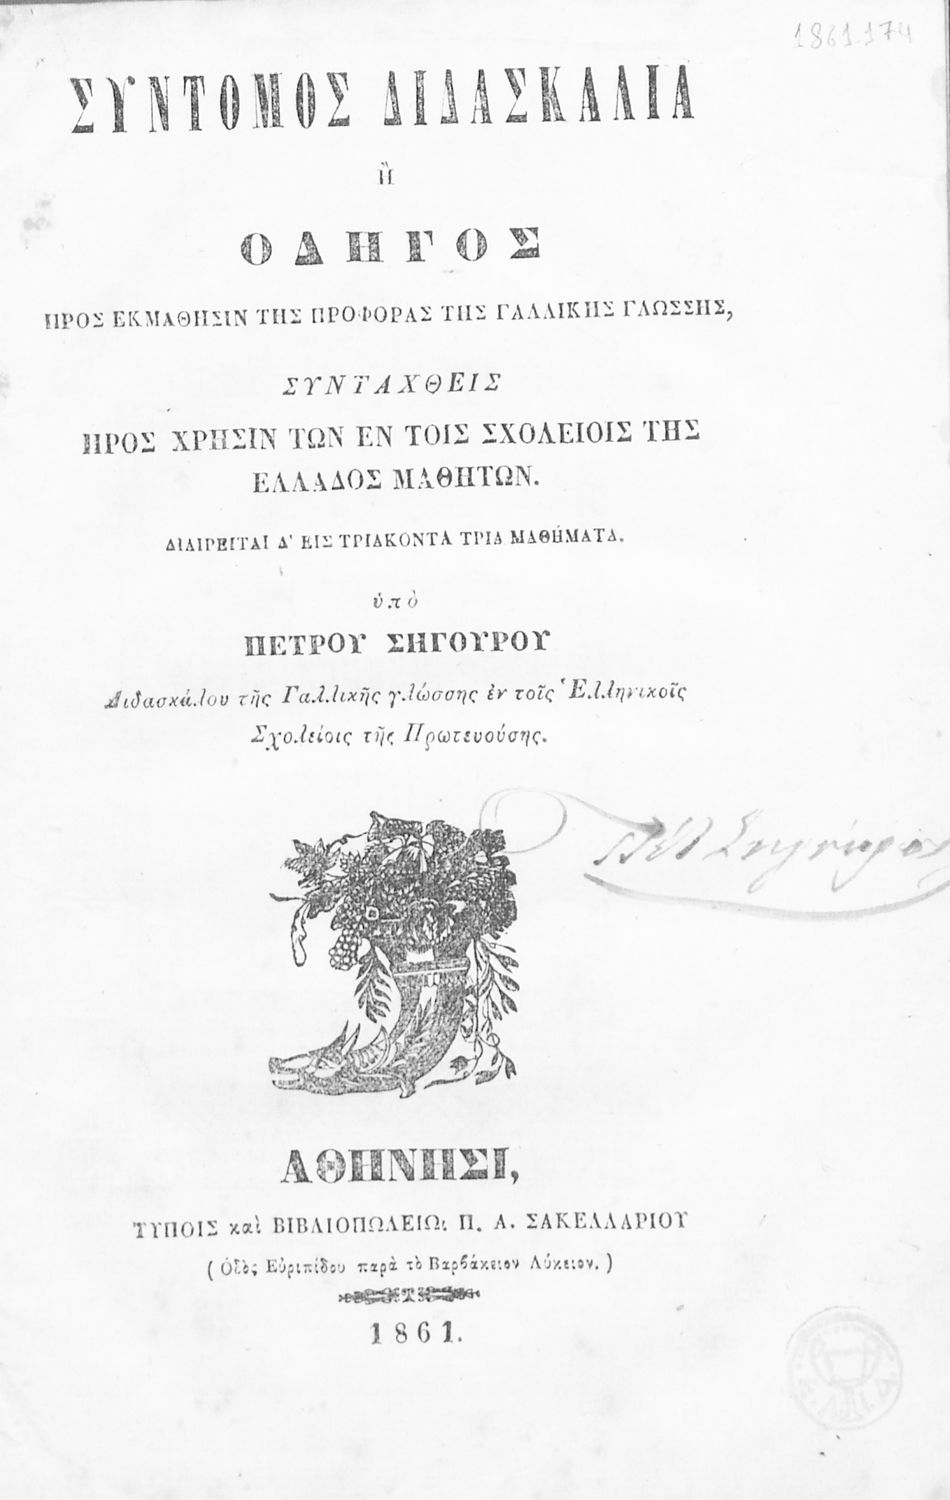 1861.174
ΣΥΝΤΟΜΟΣ ΔΙΔΑΣΚΑΛΙΑ
Ἢ
ΟΔΗΓΟΣ
ΠΡΟΣ ΕΚΜΑΘΗΣΙΝ ΤΗΣ ΠΡΟΦΟΡΑΣ ΤΗΣ ΓΑΛΛΙΚΗΣ ΓΛΩΣΣΗΣ,
ΣΥΝΤΑΧΘΕΙΣ
ΠΡΟΣ ΧΡΗΣΙΝ ΤΩΝ ΕΝ ΤΟΙΣ ΣΧΟΛΕΙΟΙΣ ΤΗΣ
ΕΛΛΑΔΟΣ ΜΑΘΗΤΩΝ.
ΔΙΑΙΡΕΙΤΑΙ Δ' ΕΙΣ ΤΡΙΑΚΟΝΤΑ ΤΡΙΑ ΜΑΘΉΜΑΤΑ.
ὑπὸ
ΠΕΤΡΟΥ ΣΗΓΟΥΡΟΥ
Διδασκάλου τῆς Γαλλικῆς γλώσσης ἐν τοῖς Ἑλληνικοῖς
Σχολείοις τῆς Πρωτευούσης.
ΑΘΗΝΗΣΙ,
ΤΥΠΟΙΣ καὶ ΒΙΒΛΙΟΠΩΛΕΙΩ: Π. Α. ΣΑΚΕΛΛΑΡΙΟΥ
(Ὁδὸς Εὐριπίδου παρὰ τὸ Βαρβάκειον Λύκειον.)
1861.